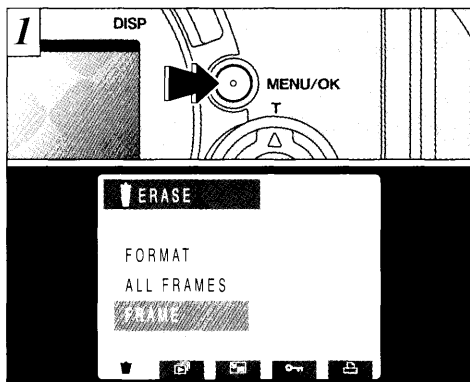 1
DISP
MENU/OK
T
ERASE
FORMAT
ALL FRAMES
FRAME